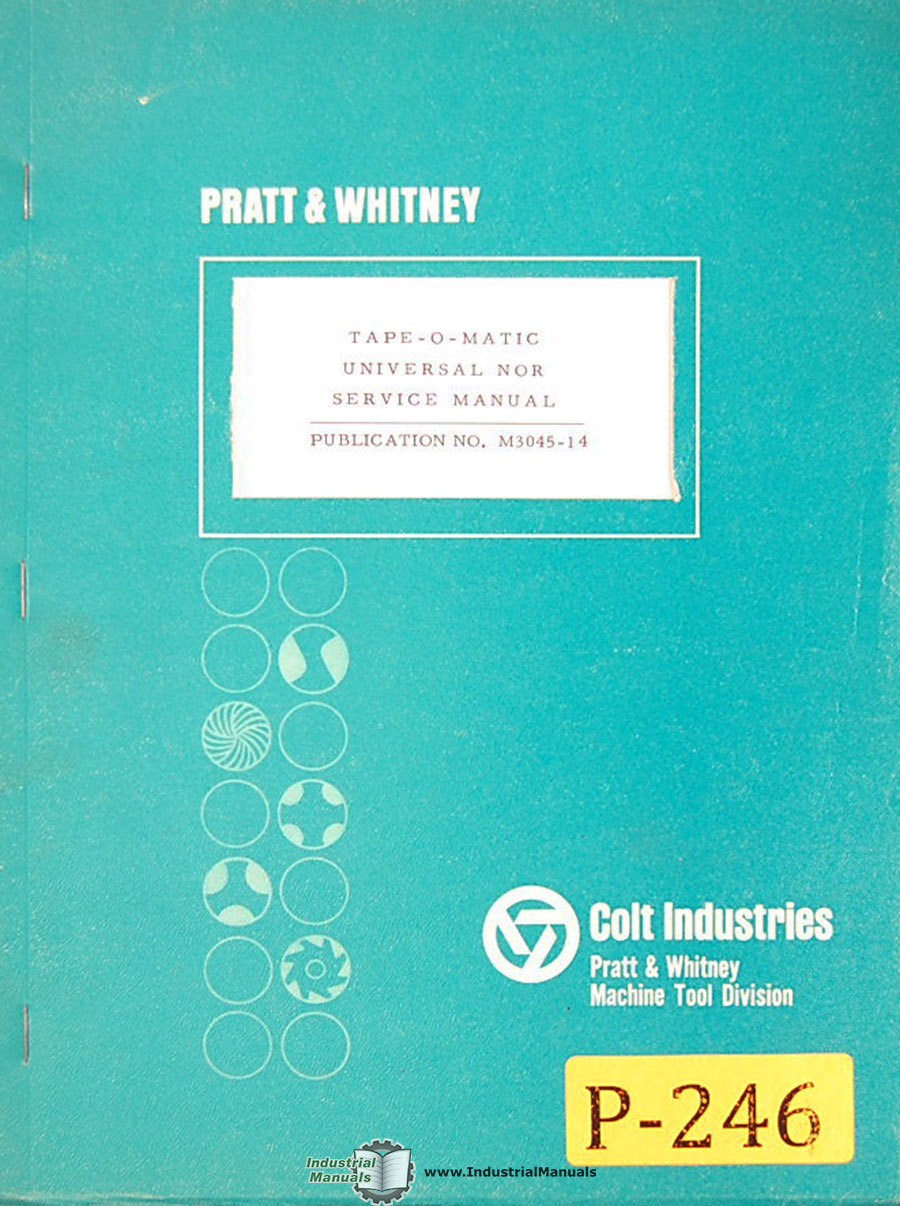 PRATT & WHITNEY
TAPE-O-MATIC
UNIVERSAL NOR
SERVICE MANUAL
PUBLICATION NO. M3045-14
Colt Industries
Pratt & Whitney
Machine Tool Division
P-246
Industrial
Manuals
www.IndustrialManuals